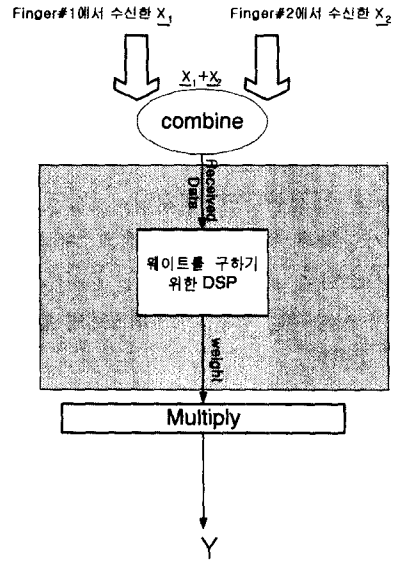 Finger#1에서 수신한 X1
Finger#2에서 수신한 X2
X1+X2
combine
Received
Data
웨이트를 구하기
위한 DSP
weight
Multiply
Y